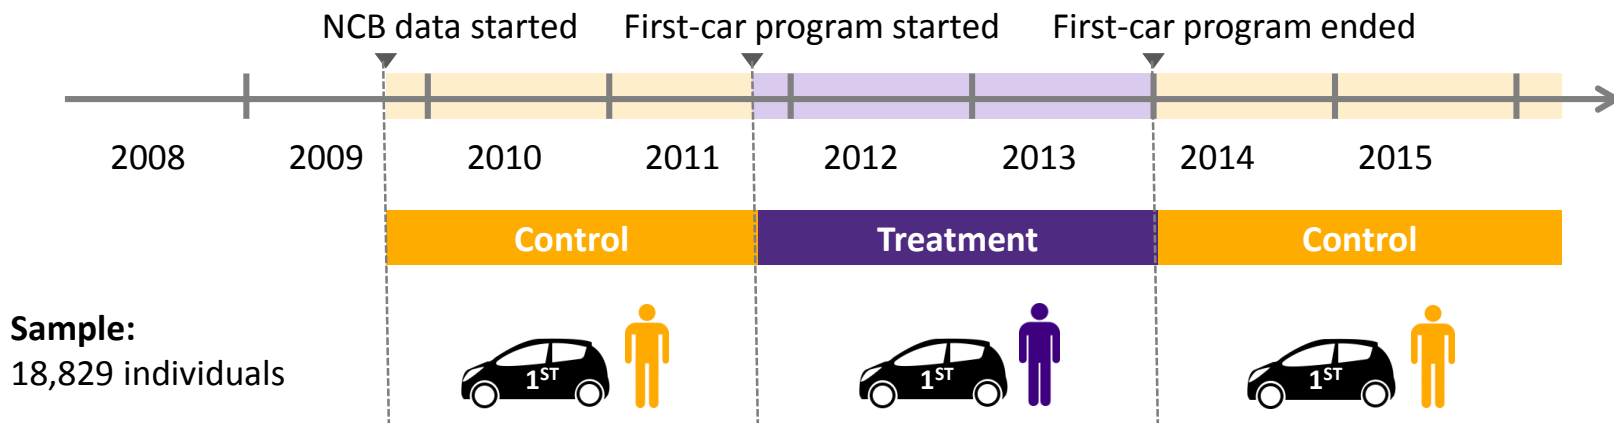 NCB data started First-car program started First-car program ended
2008 2009 2010 2011 2012 2013 2014 2015
Control Treatment Control
Sample:
18,829 individuals
1ST 1ST 1ST